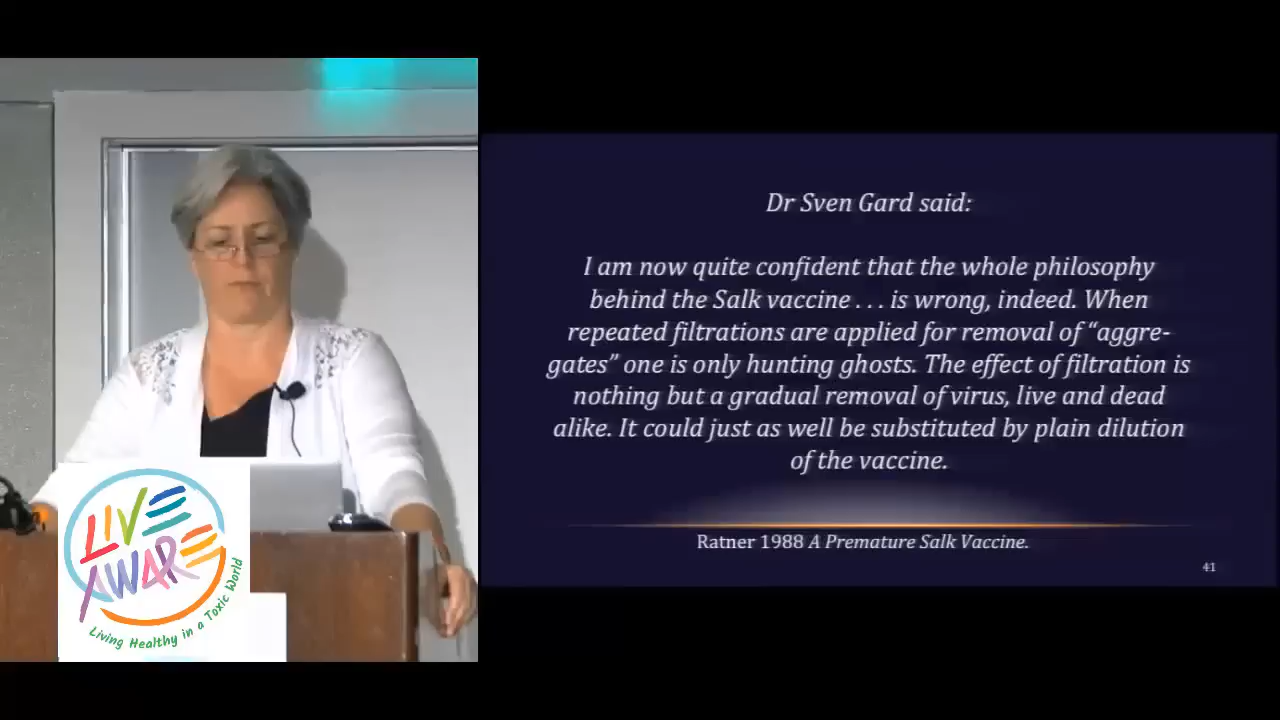 Dr Sven Gard said:
I am now quite confident that the whole philosophy
behind the Salk vaccine . . . is wrong, indeed. When
repeated filtrations are applied for removal of “aggre-
gates” one is only hunting ghosts. The effect of filtration is
nothing but a gradual removal of virus, live and dead
alike. It could just as well be substituted by plain dilution
of the vaccine.
Ratner 1988 A Premature Salk Vaccine.
41
LIVE
AWARE
Living Healthy in a Toxic World